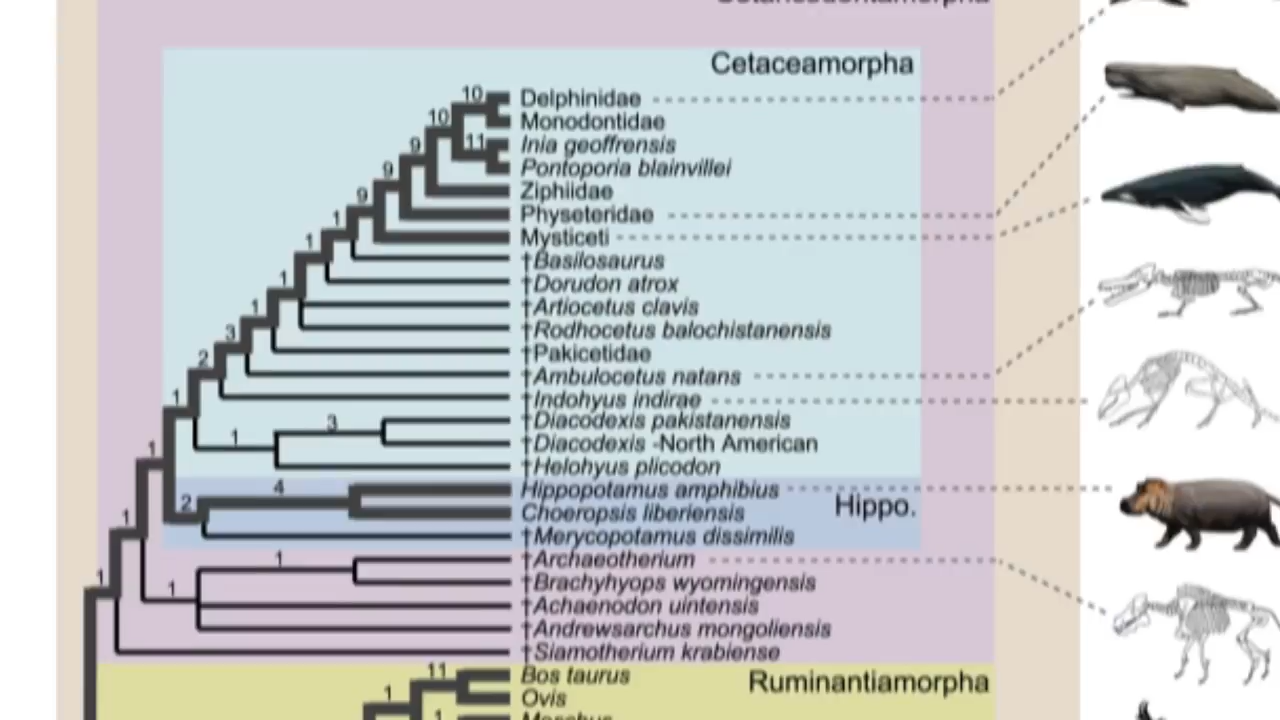 Cetancodontamorpha
Cetaceamorpha
10 Delphinidae
10 Monodontidae
9 11 Inia geoffrensis
9 Pontoporia blainvillei
9 Ziphiidae
1 Physeteridae
1 Mysticeti
†Basilosaurus
1 †Dorudon atrox
1 †Artiocetus clavis
3 †Rodhocetus balochistanensis
2 †Pakicetidae
†Ambulocetus natans
1 †Indohyus indirae
3 †Diacodexis pakistanensis
1 †Diacodexis -North American
1 †Helohyus plicodon
4 Hippopotamus amphibius
2 Hippo.
Choeropsis liberiensis
1 †Merycopotamus dissimilis
1 †Archaeotherium
1 1 †Brachyhyops wyomingensis
†Achaenodon uintensis
†Andrewsarchus mongoliensis
†Siamotherium krabiense
11 Bos taurus
Ruminantiamorpha
1 Ovis
1 Moschus